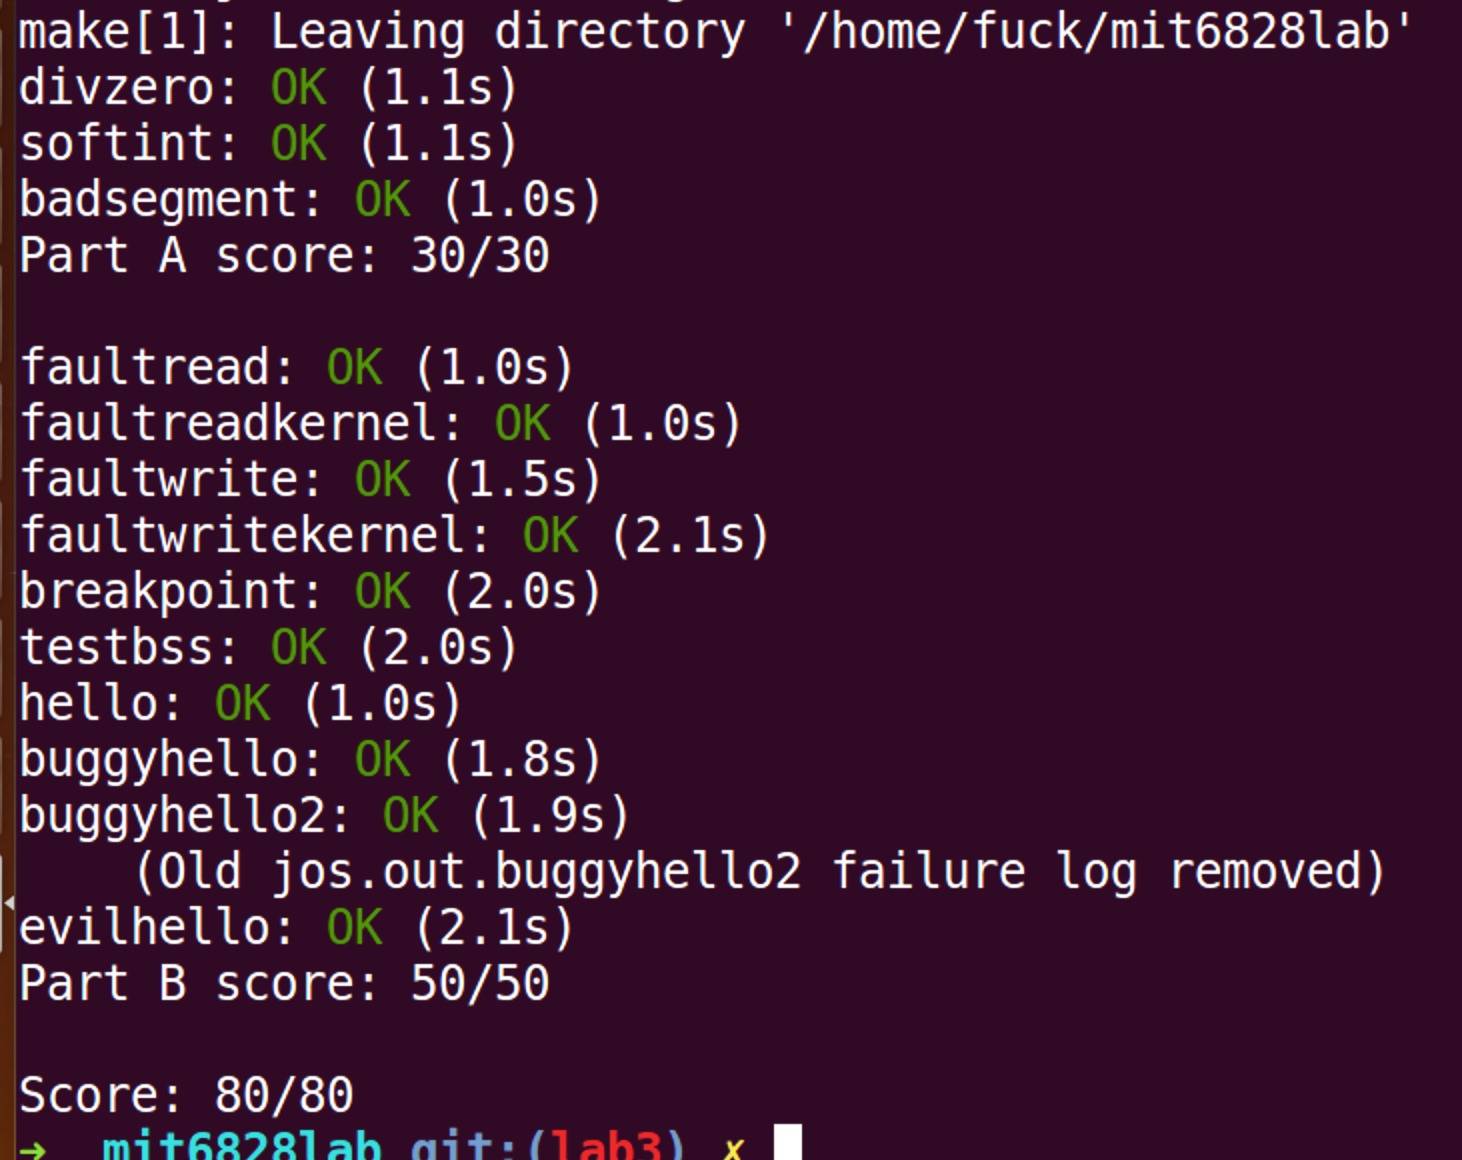 make[1]: Leaving directory '/home/fuck/mit6828lab'
divzero: OK (1.1s)
softint: OK (1.1s)
badsegment: OK (1.0s)
Part A score: 30/30
faultread: OK (1.0s)
faultreadkernel: OK (1.0s)
faultwrite: OK (1.5s)
faultwritekernel: OK (2.1s)
breakpoint: OK (2.0s)
testbss: OK (2.0s)
hello: OK (1.0s)
buggyhello: OK (1.8s)
buggyhello2: OK (1.9s)
(Old jos.out.buggyhello2 failure log removed)
evilhello: OK (2.1s)
Part B score: 50/50
Score: 80/80
➜ mit6828lab git:(lab3) ✗